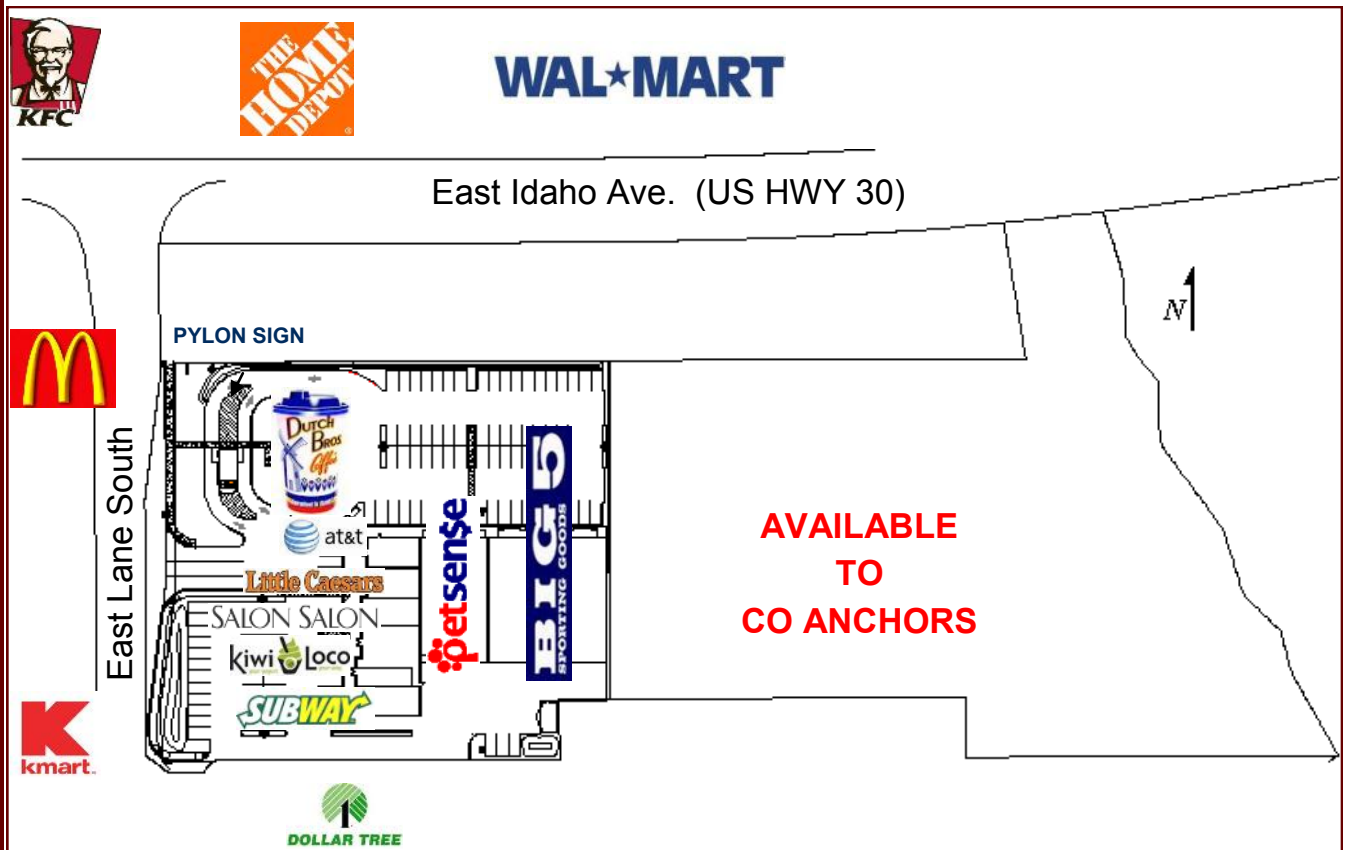 KFC
THE
HOME
DEPOT
WAL★MART
East Idaho Ave. (US HWY 30)
N
PYLON SIGN
East Lane South
DUTCH
BROS
Coffee
at&t
Little Caesars
SALON SALON
kiwi Loco
SUBWAY
petsense
BIG 5
SPORTING GOODS
AVAILABLE
TO
CO ANCHORS
K
kmart.
1
DOLLAR TREE